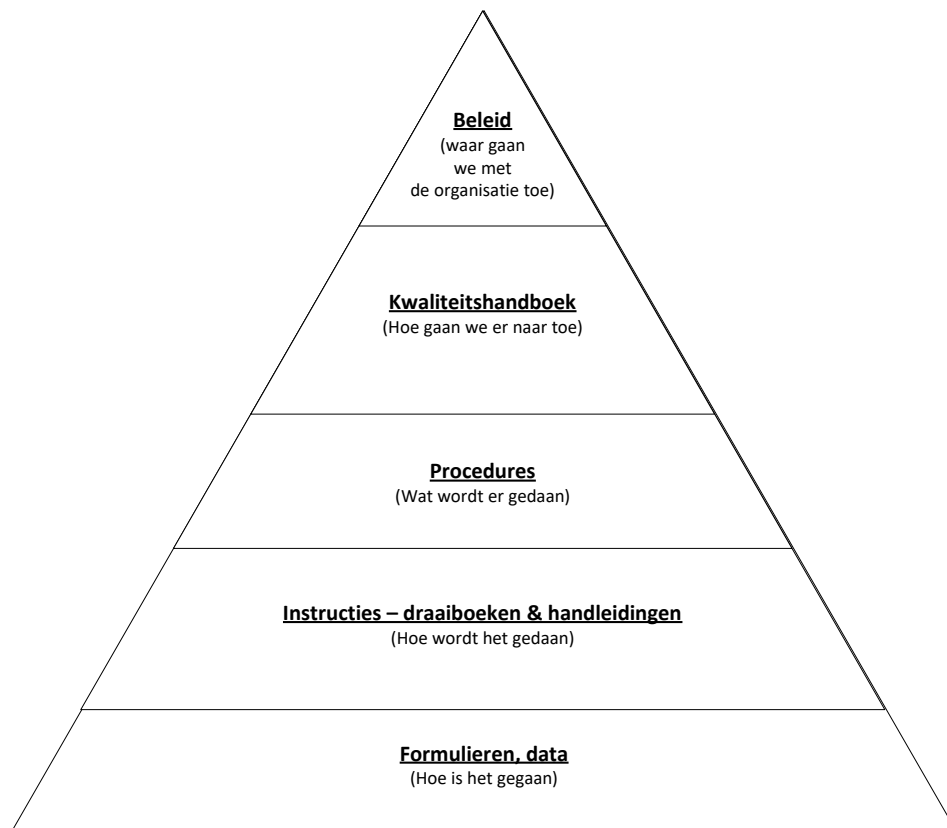 Beleid
(waar gaan
we met
de organisatie toe)
Kwaliteitshandboek
(Hoe gaan we er naar toe)
Procedures
(Wat wordt er gedaan)
Instructies – draaiboeken & handleidingen
(Hoe wordt het gedaan)
Formulieren, data
(Hoe is het gegaan)